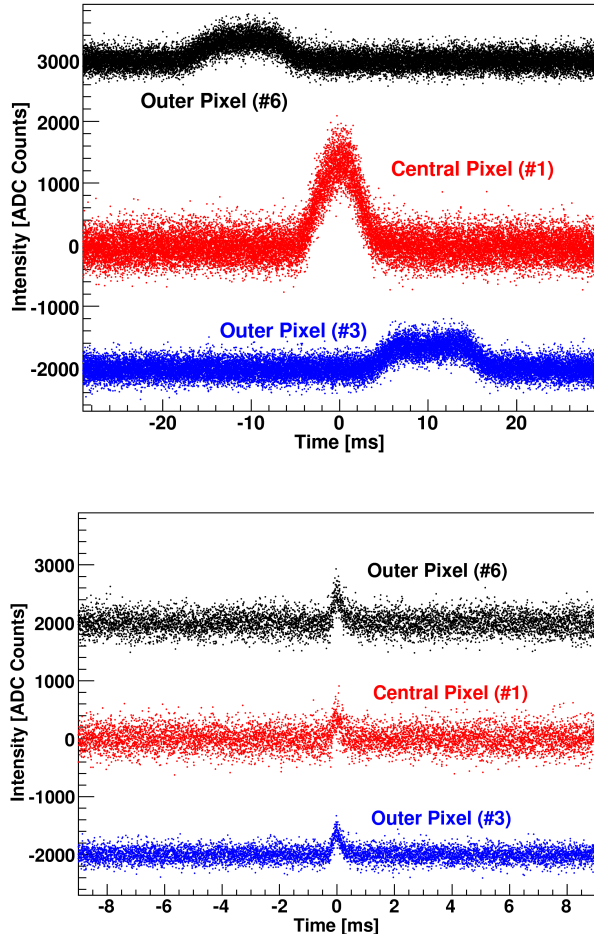 Intensity [ADC Counts]
3000
2000
1000
0
-1000
-2000
Outer Pixel (#6)
Central Pixel (#1)
Outer Pixel (#3)
-20
-10
0
10
20
Time [ms]
Intensity [ADC Counts]
3000
2000
1000
0
-1000
-2000
Outer Pixel (#6)
Central Pixel (#1)
Outer Pixel (#3)
-8
-6
-4
-2
0
2
4
6
8
Time [ms]